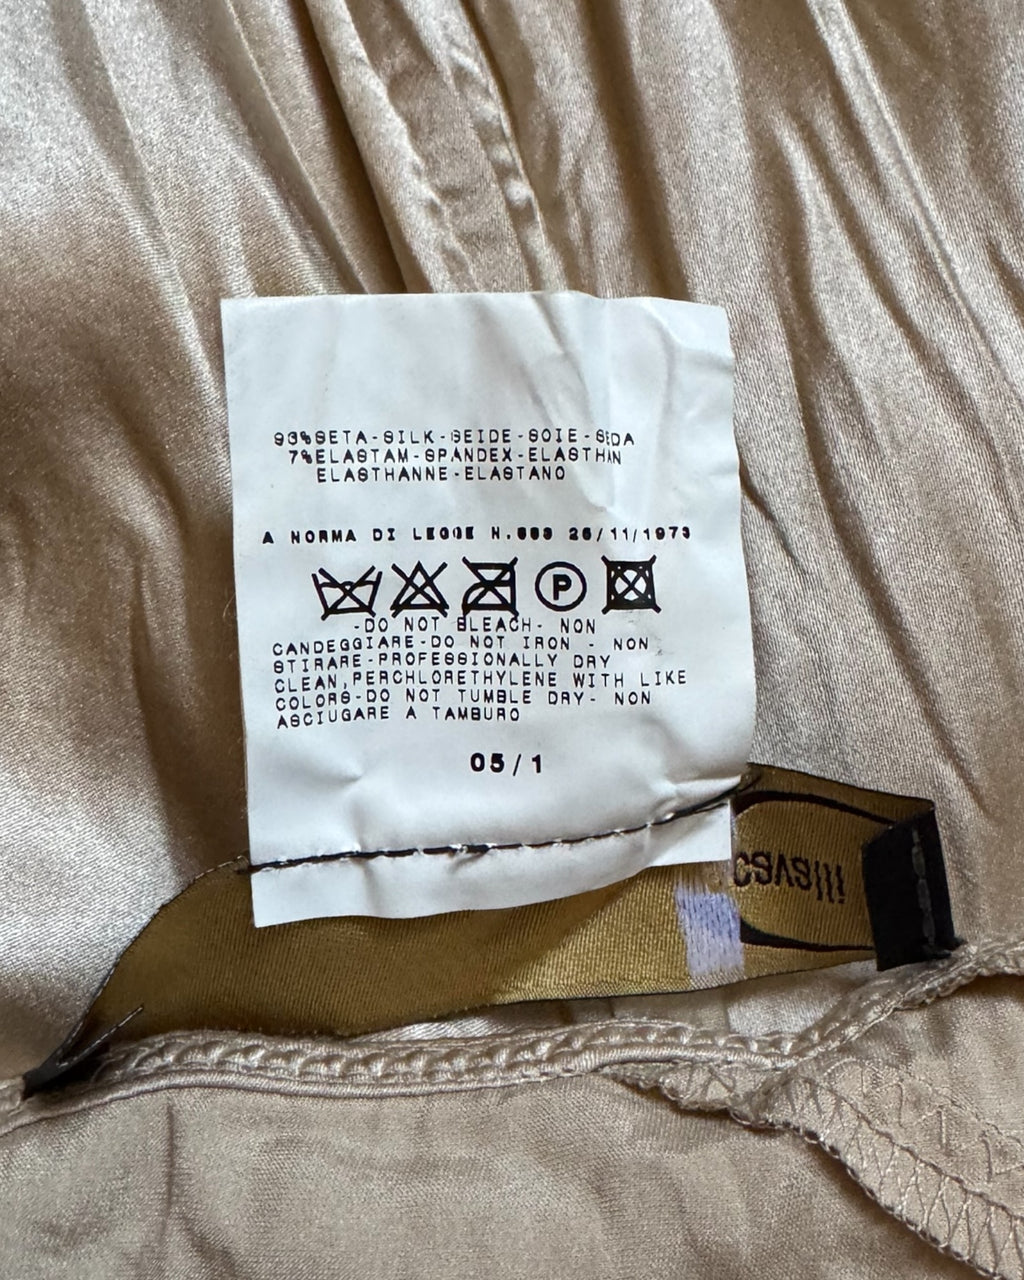 93%SETA-SILK-SEIDE-SOIE-SEDA
7%ELASTAM-SPANDEX-ELASTHAN
ELASTHANNE-ELASTANO
A NORMA DI LEGGE N.883 26/11/1973
P
-DO NOT BLEACH- NON
CANDEGGIARE-DO NOT IRON - NON
STIRARE-PROFESSIONALLY DRY
CLEAN,PERCHLORETHYLENE WITH LIKE
COLORS-DO NOT TUMBLE DRY- NON
ASCIUGARE A TAMBURO
05/1
cavalli